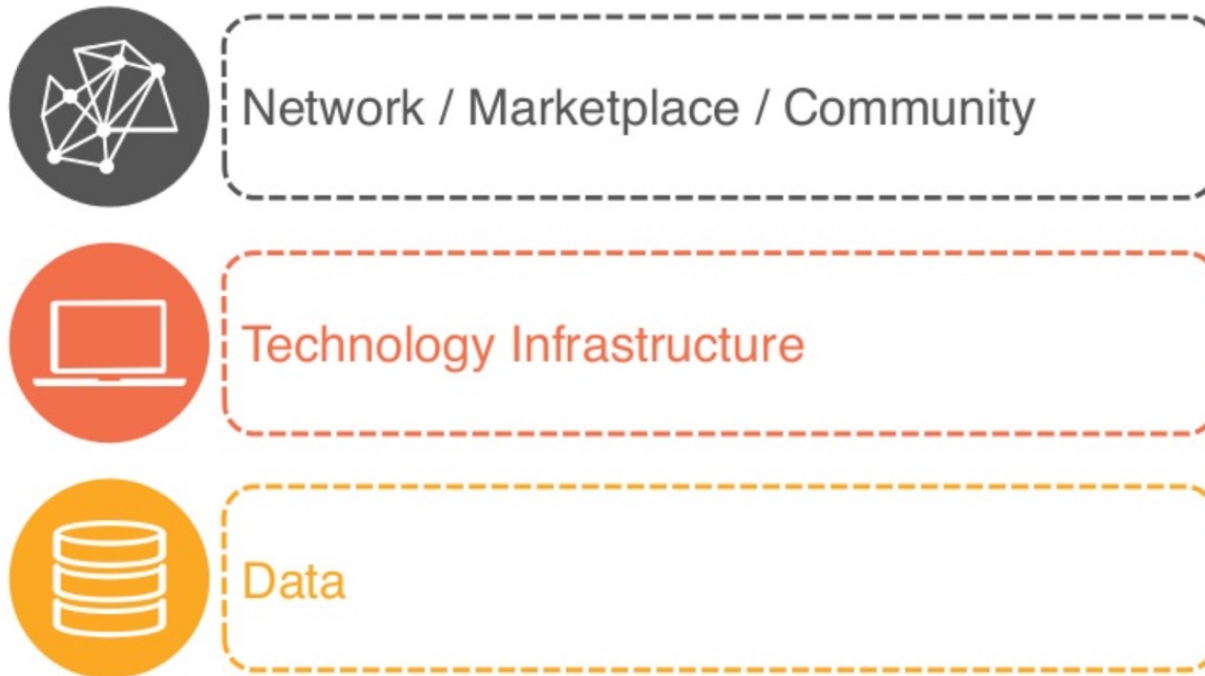 Network / Marketplace / Community
Technology Infrastructure
Data